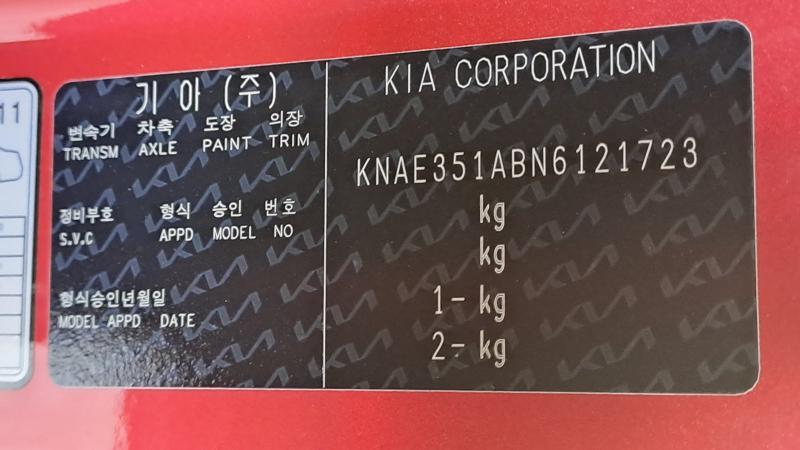 11
기 아 (주)
변속기 차축 도장 의장
TRANSM AXLE PAINT TRIM
정비부호 형식 승인 번호
S.V.C APPD MODEL NO
형식승인년월일
MODEL APPD DATE
KIA CORPORATION
KNAE351ABN6121723
kg
kg
1- kg
2- kg